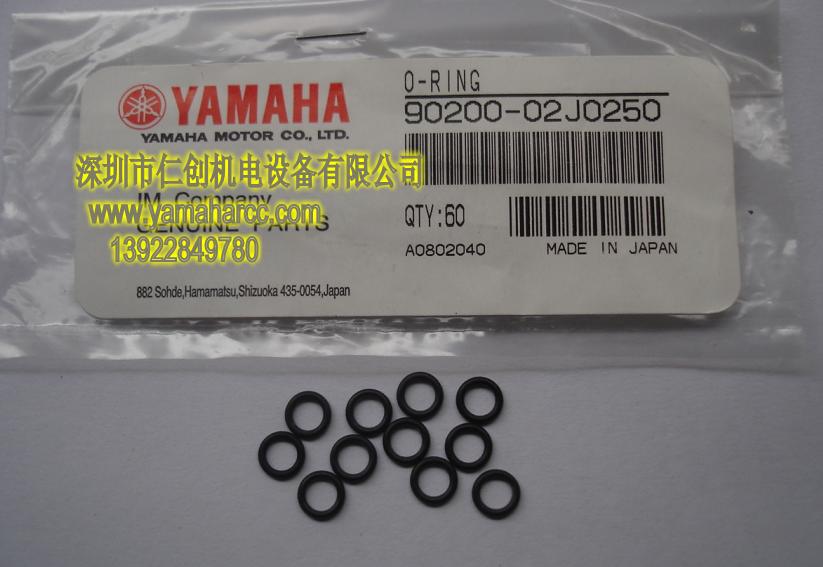 YAMAHA
YAMAHA MOTOR CO., LTD.
深圳市仁创机电设备有限公司
IM Company
www.yamaharcc.com
GENUINE PARTS
13922849780
882 Sohde,Hamamatsu,Shizuoka 435-0054,Japan
O-RING
90200-02J0250
QTY:60
A0802040
MADE IN JAPAN